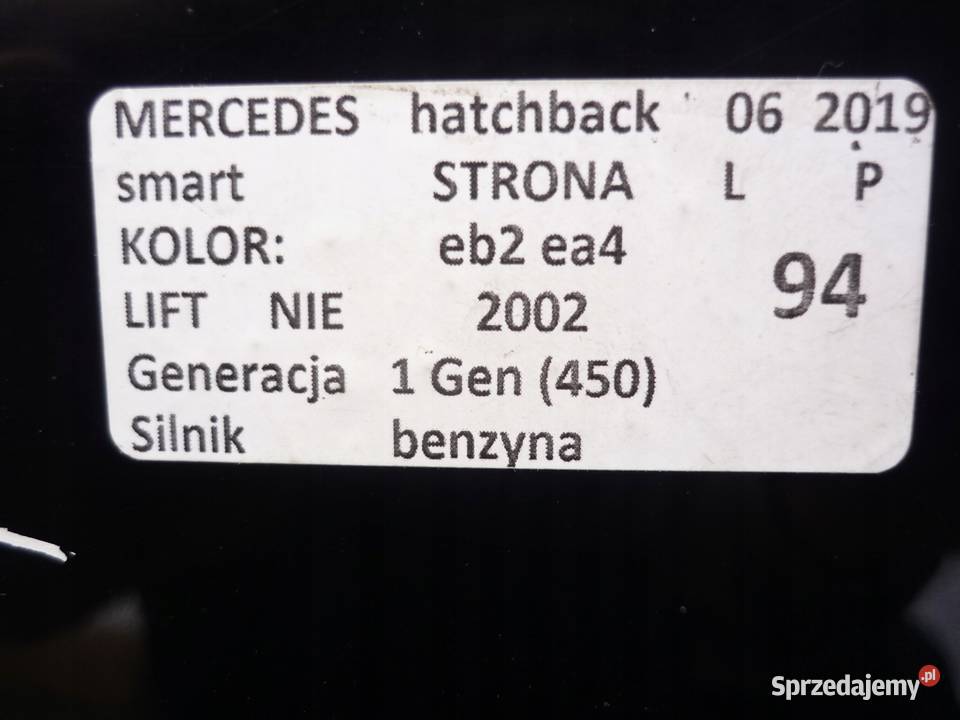 MERCEDES hatchback 06 2019
smart STRONA L P
KOLOR: eb2 ea4
94
LIFT NIE 2002
Generacja 1 Gen (450)
Silnik benzyna
Sprzedajemy.pl